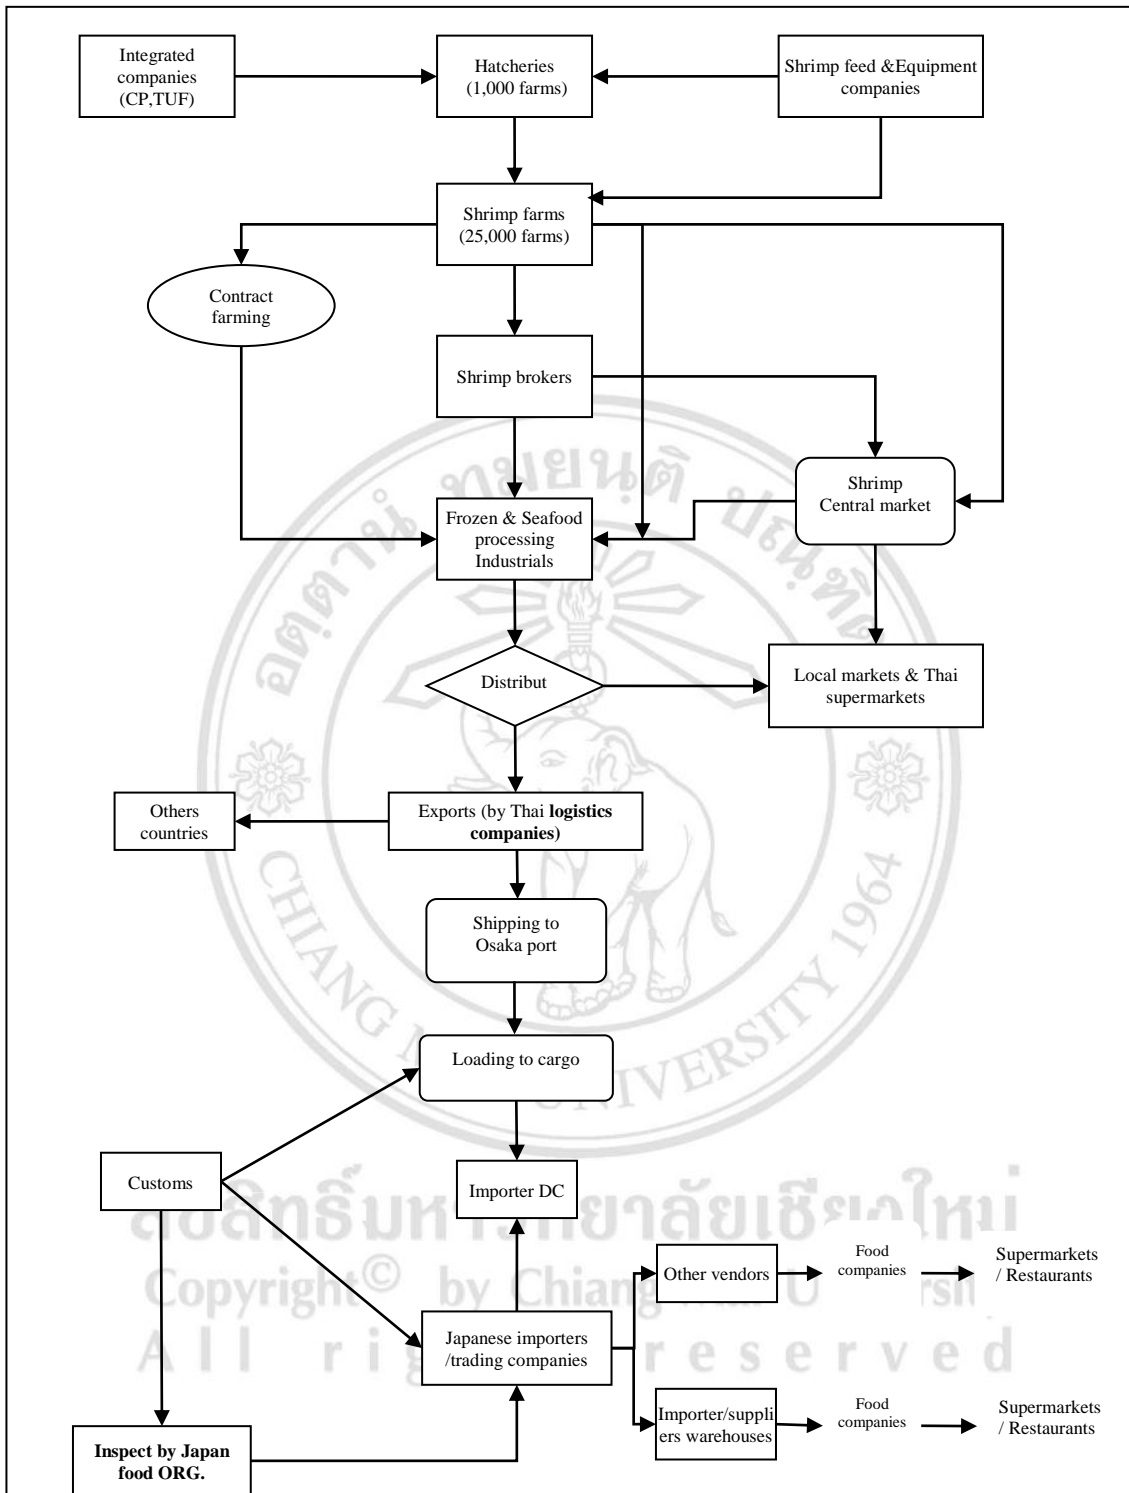 Integrated
companies
(CP,TUF)
Hatcheries
(1,000 farms)
Shrimp feed &Equipment
companies
Shrimp farms
(25,000 farms)
Contract
farming
Shrimp brokers
Shrimp
Central market
Frozen & Seafood
processing
Industrials
Distribut
Local markets & Thai
supermarkets
Others
countries
Exports (by Thai logistics
companies)
Shipping to
Osaka port
Loading to cargo
Customs
Importer DC
Other vendors
Food
companies
Supermarkets
/ Restaurants
Japanese importers
/trading companies
Importer/suppli
ers warehouses
Food
companies
Supermarkets
/ Restaurants
Inspect by Japan
food ORG.
CHIANG UNIVERSITY 1964
Copyright© by Chiang
All reserved